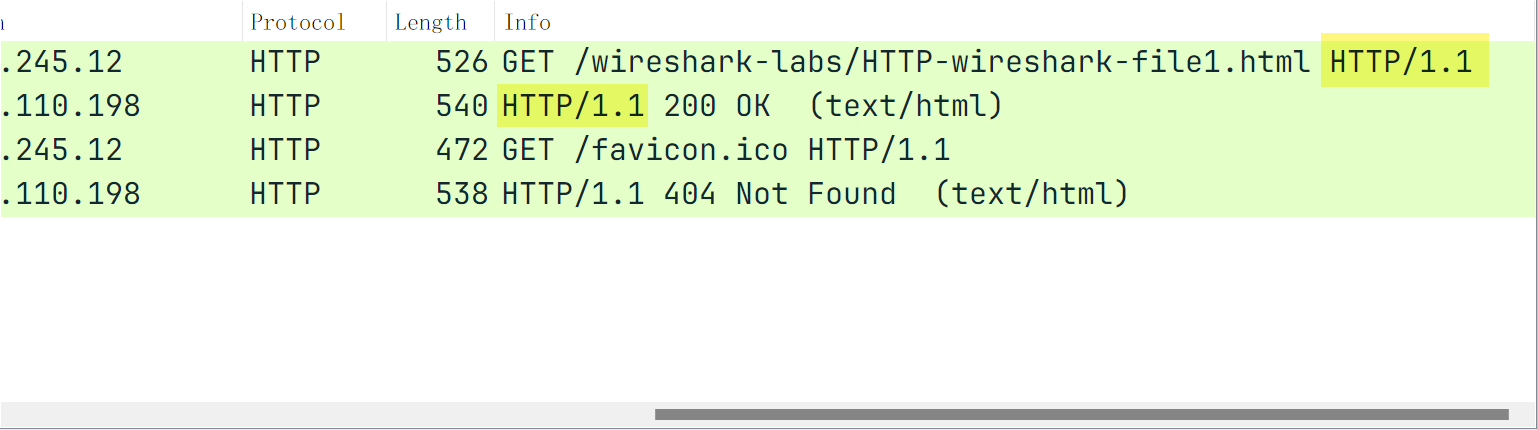 Protocol Length Info
.245.12 HTTP 526 GET /wireshark-labs/HTTP-wireshark-file1.html HTTP/1.1
.110.198 HTTP 540 HTTP/1.1 200 OK (text/html)
.245.12 HTTP 472 GET /favicon.ico HTTP/1.1
.110.198 HTTP 538 HTTP/1.1 404 Not Found (text/html)